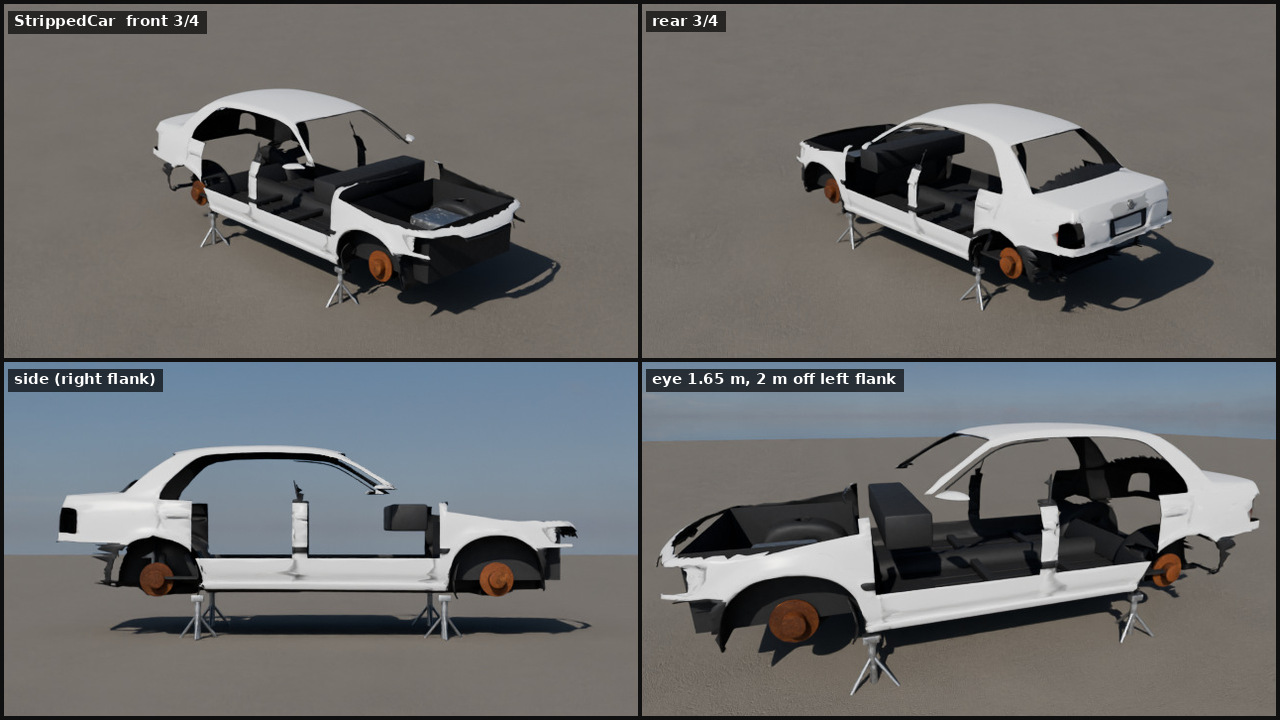 StrippedCar  front 3/4
rear 3/4
side (right flank)
eye 1.65 m, 2 m off left flank